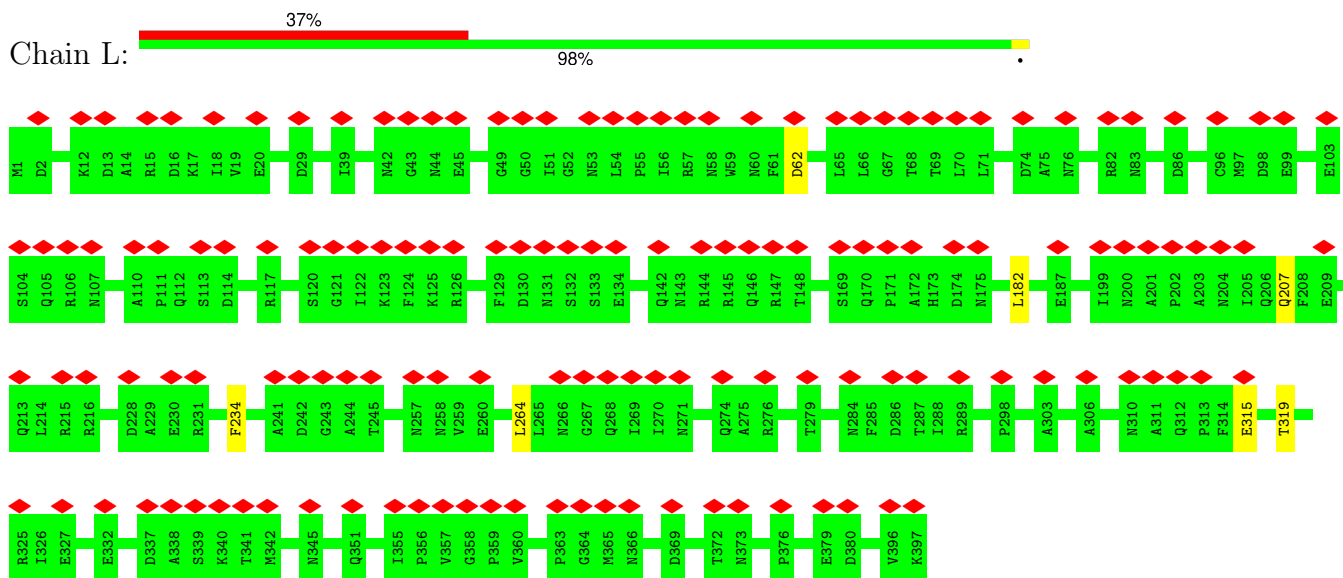 37%
Chain L:
98%
•
M1 D2 K12 D13 A14 R15 D16 K17 I18 V19 E20 D29 I39 N42 G43 N44 E45 G49 G50 I51 G52 N53 L54 P55 I56 R57 N58 W59 N60 F61 D62 L65 L66 G67 T68 T69 L70 L71 D74 A75 N76 R82 N83 D86 C96 M97 D98 E99 E103
S104 Q105 R106 N107 A110 P111 Q112 S113 D114 R117 S120 G121 I122 K123 F124 K125 R126 F129 D130 N131 S132 S133 E134 Q142 N143 R144 R145 Q146 R147 T148 S169 Q170 P171 A172 H173 D174 N175 L182 E187 I199 N200 A201 P202 A203 N204 I205 Q206 Q207 F208 E209
Q213 L214 R215 R216 D228 A229 E230 R231 F234 A241 D242 G243 A244 T245 N257 N258 V259 E260 L264 L265 N266 G267 Q268 I269 I270 N271 Q274 A275 R276 T279 N284 F285 D286 T287 I288 R289 P298 A303 A306 N310 A311 Q312 P313 F314 E315 T319
R325 I326 E327 E332 D337 A338 S339 K340 T341 M342 N345 Q351 I355 P356 V357 G358 P359 V360 P363 G364 M365 N366 D369 T372 N373 P376 E379 D380 V396 K397